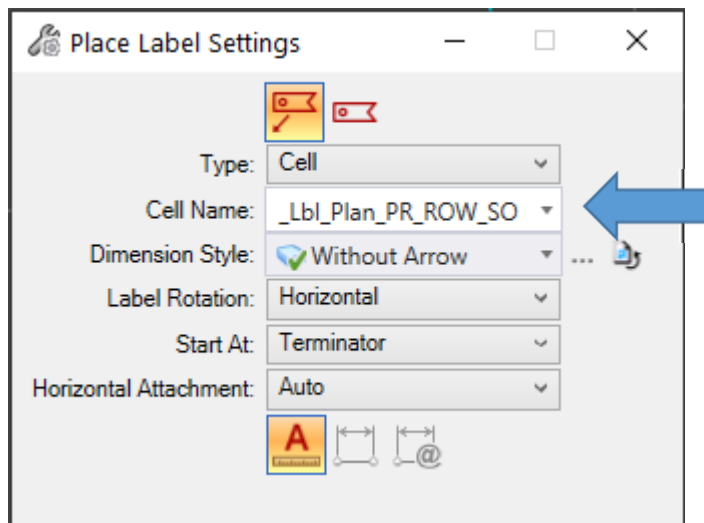 Place Label Settings
Type: Cell
Cell Name: _Lbl_Plan_PR_ROW_SO
Dimension Style: Without Arrow ...
Label Rotation: Horizontal
Start At: Terminator
Horizontal Attachment: Auto
A
@